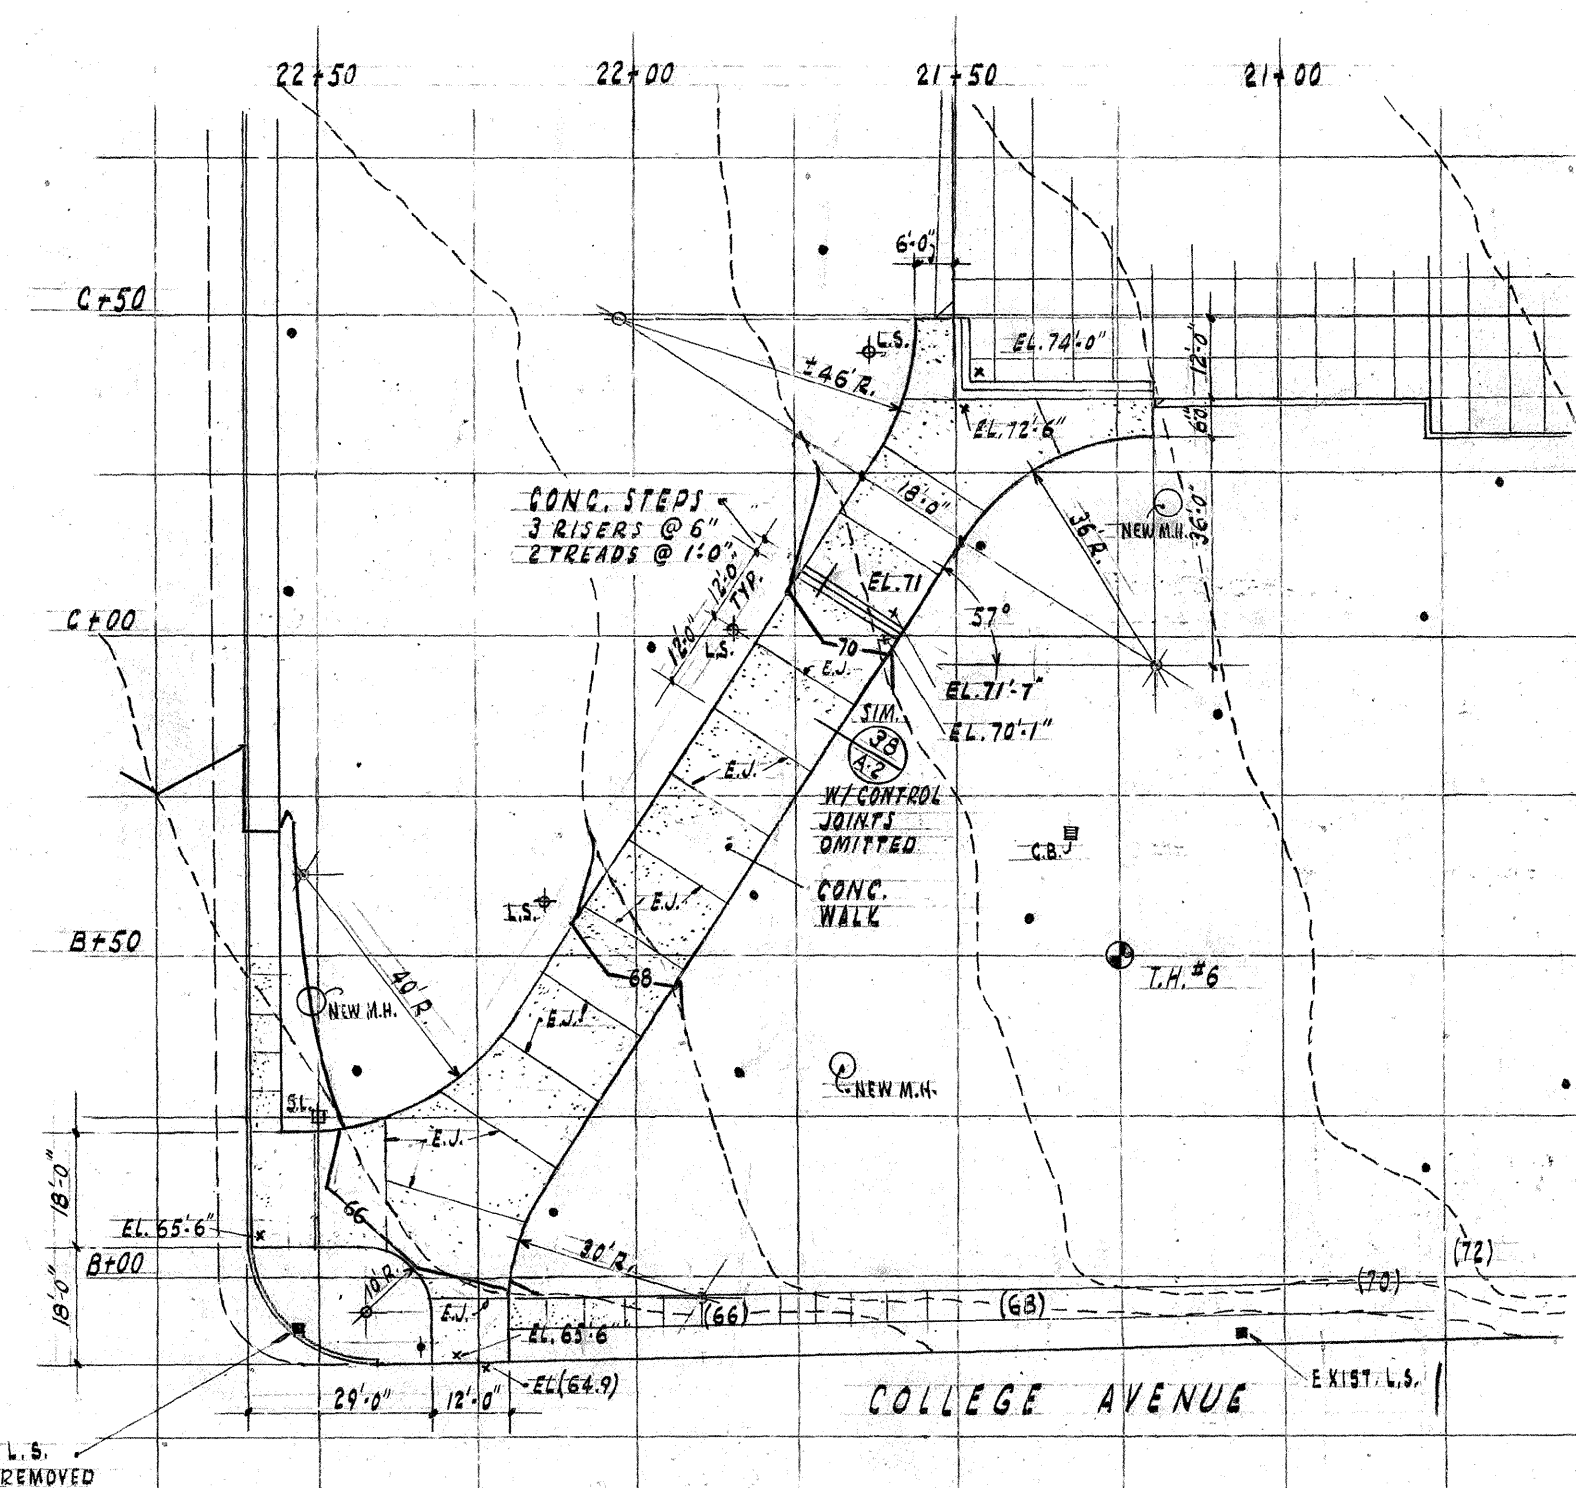 22+50
22+00
21+50
21+00
6'-0"
C+50
L.S.
EL. 74'-0"
12'-0"
±46'R.
EL. 72'-6"
6'-0"
CONC. STEPS
3 RISERS @ 6"
2 TREADS @ 1'-0"
18'-0"
36'R.
NEW M.H.
36'-0"
12'-0"
TYP.
EL. 71
57°
C+00
12'-0"
L.S.
70
E.J.
EL. 71'-7"
EL. 70'-1"
SIM.
38
A-2
E.J.
W/ CONTROL
JOINTS
OMITTED
C.B.
CONC.
WALK
L.S.
E.J.
B+50
68
T.H. #6
40'R.
NEW M.H.
E.J.
NEW M.H.
S.L.
E.J.
18'-0"
66
EL. 65'-6"
B+00
30'R.
(72)
(70)
18'-0"
10'R.
E.J.
(66)
(68)
EL. 65'-6"
EL(64.9)
EXIST. L.S.
29'-0"
12'-0"
COLLEGE AVENUE
L.S.
REMOVED